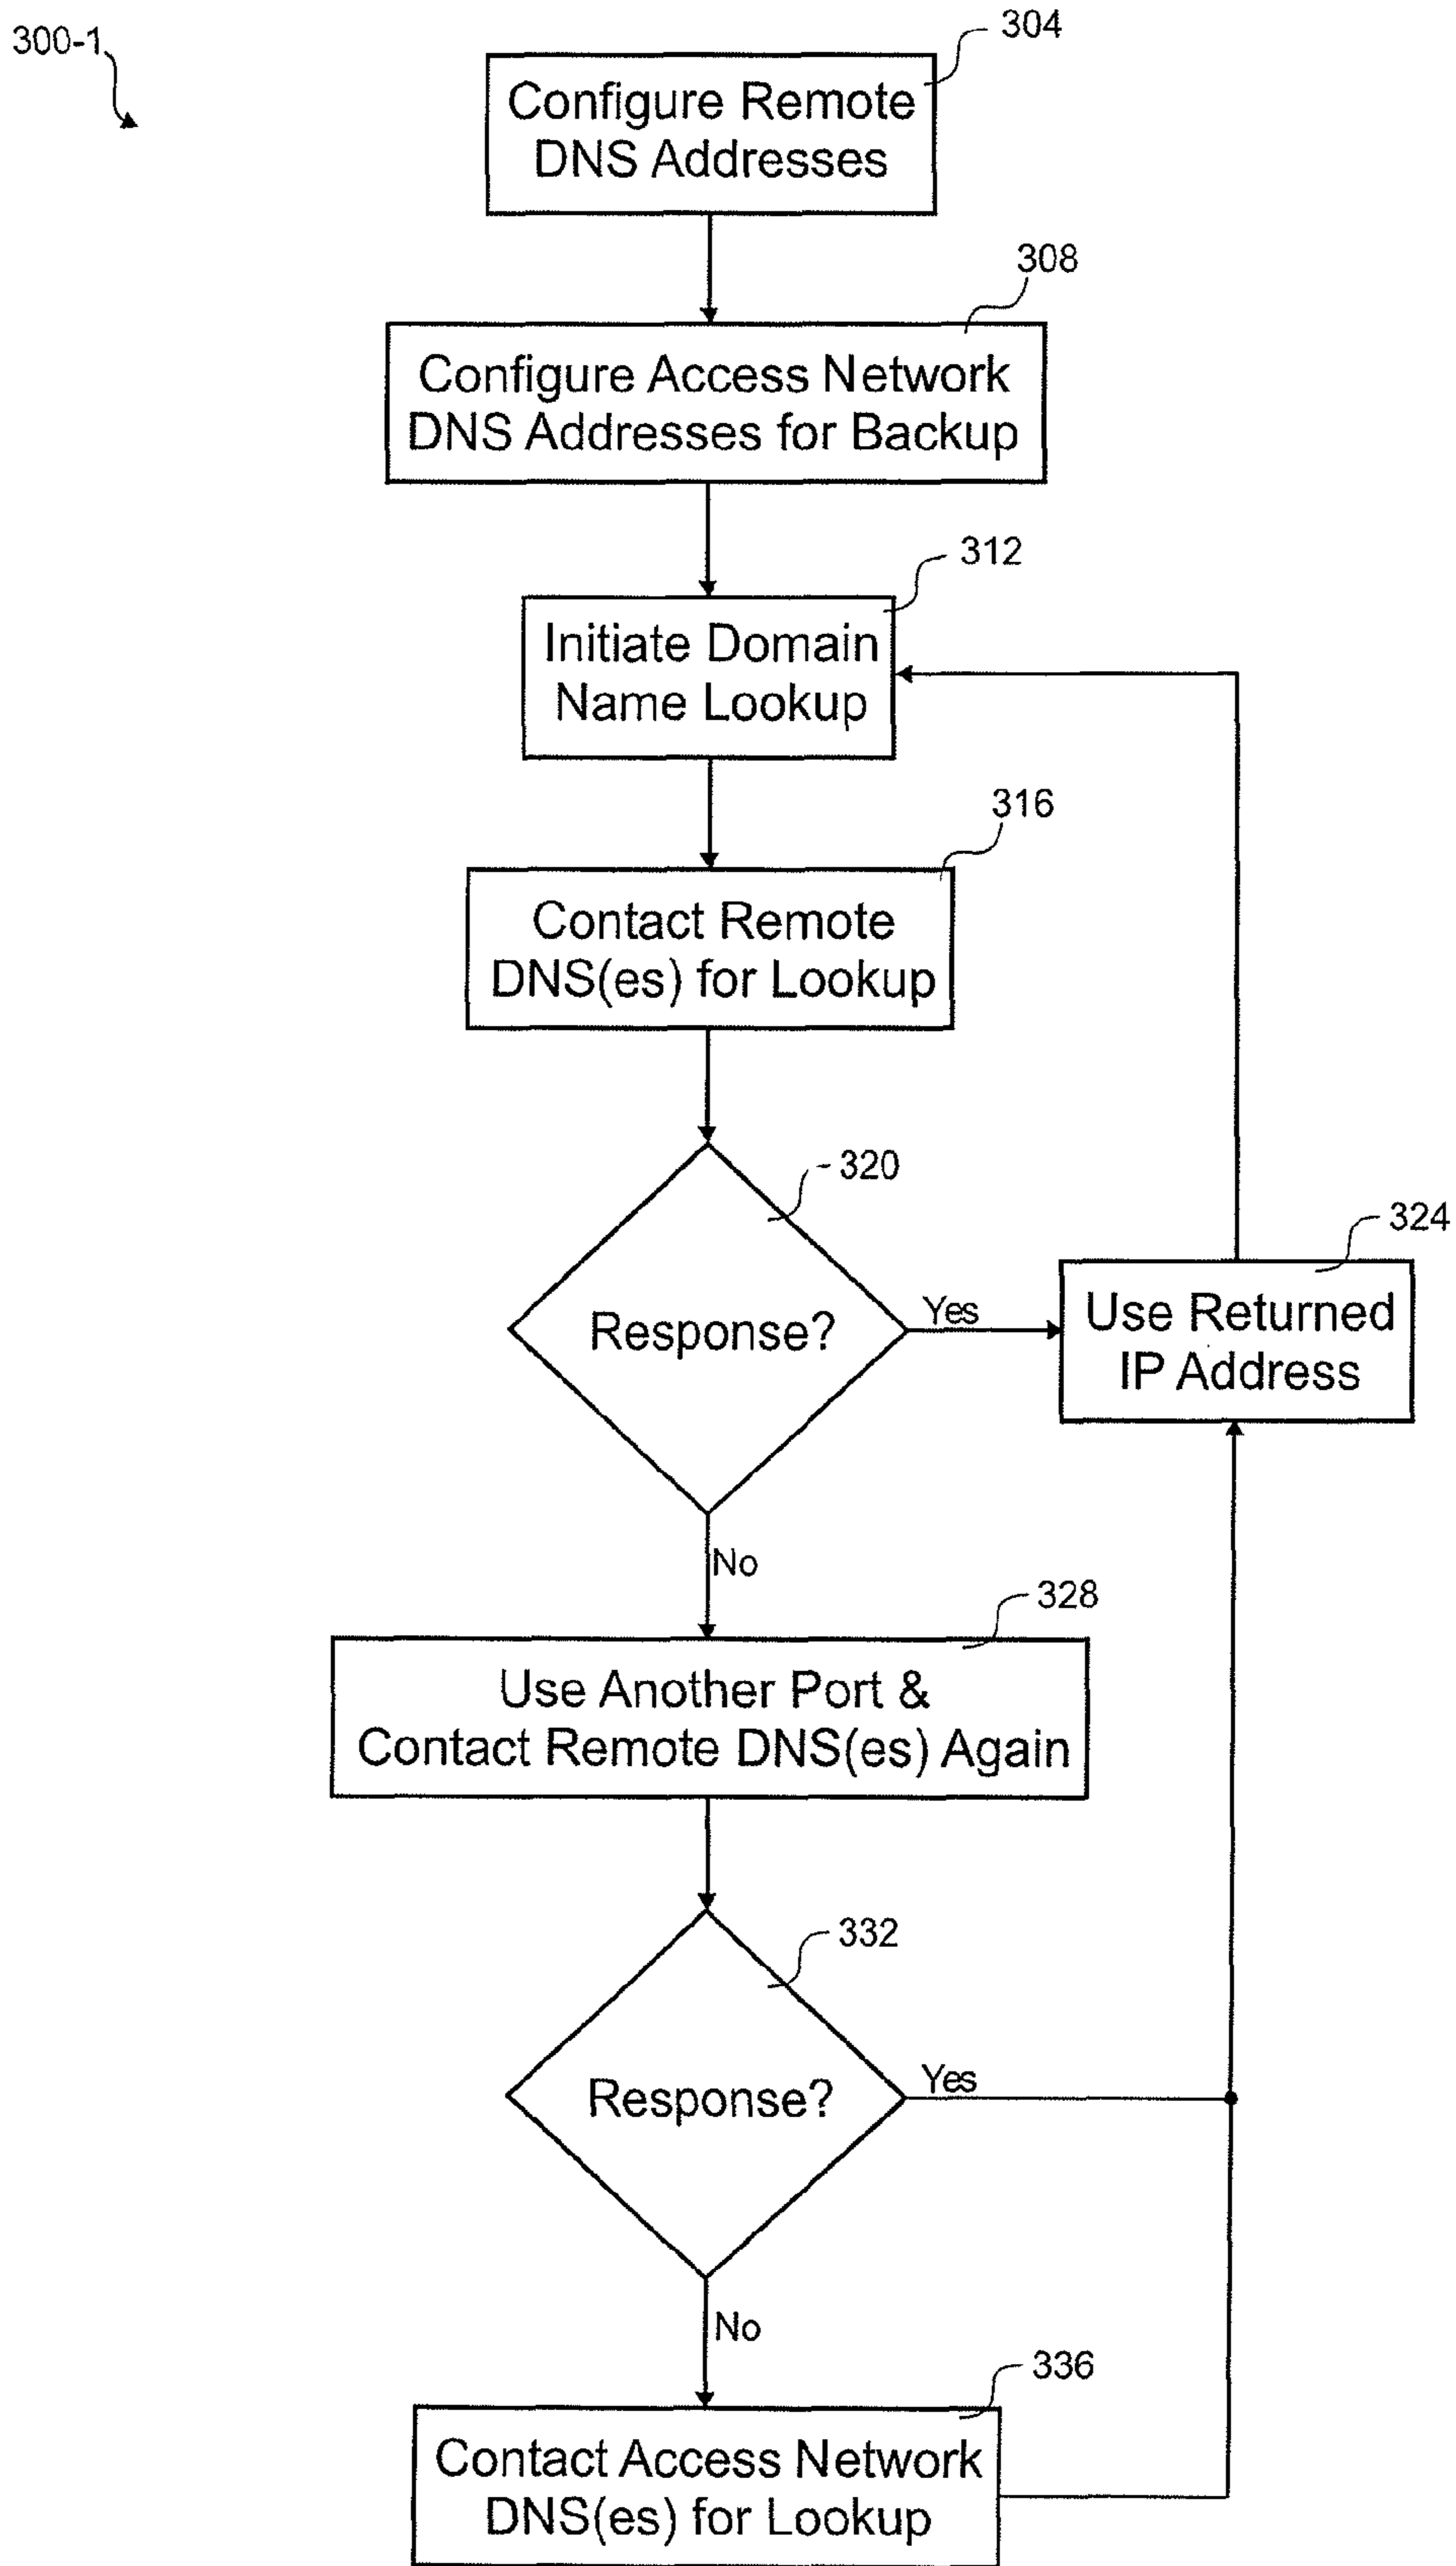 300-1
304
Configure Remote
DNS Addresses
308
Configure Access Network
DNS Addresses for Backup
312
Initiate Domain
Name Lookup
316
Contact Remote
DNS(es) for Lookup
320
Response?
Yes
324
Use Returned
IP Address
No
328
Use Another Port &
Contact Remote DNS(es) Again
332
Response?
Yes
No
336
Contact Access Network
DNS(es) for Lookup